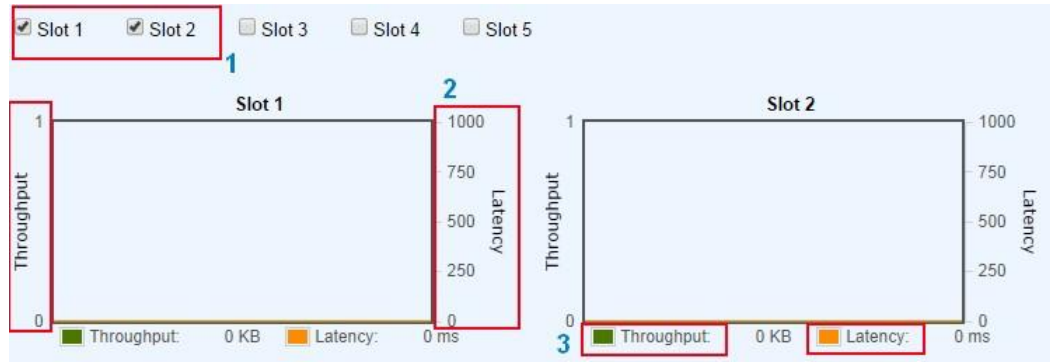 Slot 1 Slot 2 Slot 3 Slot 4 Slot 5
1
2
Slot 1
1
0
Throughput
1000
750
500
250
0
Latency
Throughput: 0 KB Latency: 0 ms
Slot 2
1
0
Throughput
1000
750
500
250
0
Latency
3
Throughput: 0 KB Latency: 0 ms